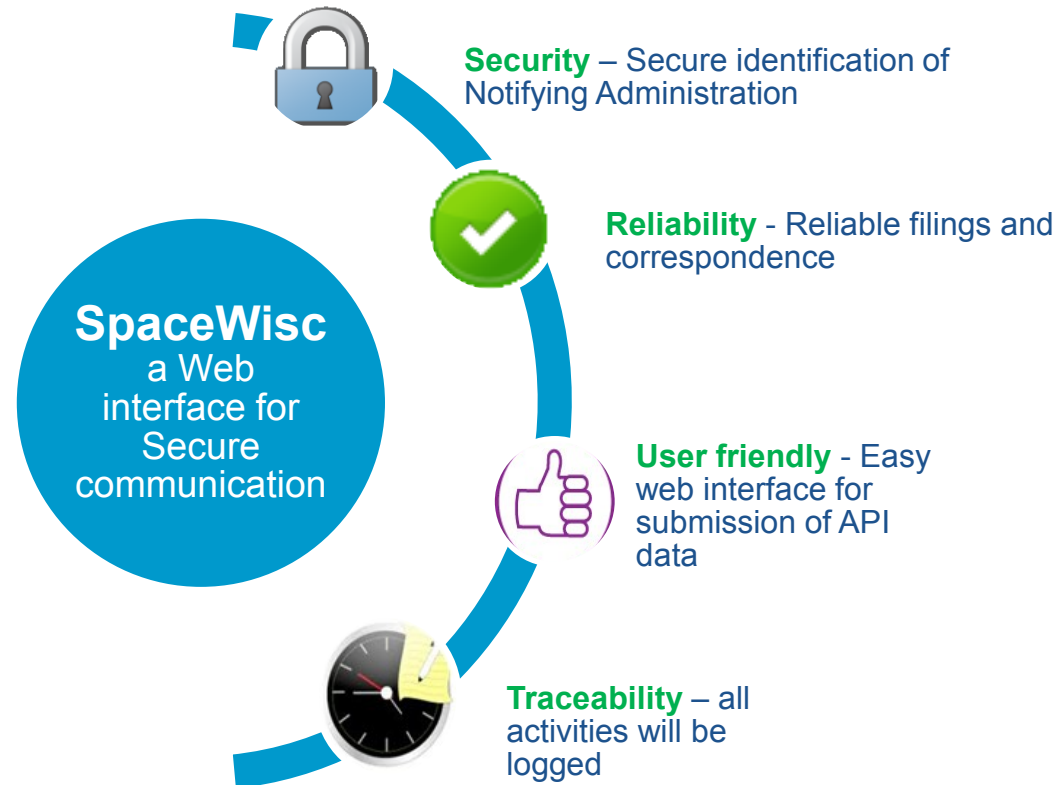 Security – Secure identification of
Notifying Administration
Reliability - Reliable filings and
correspondence
SpaceWisc
a Web
interface for
Secure
communication
User friendly - Easy
web interface for
submission of API
data
Traceability – all
activities will be
logged